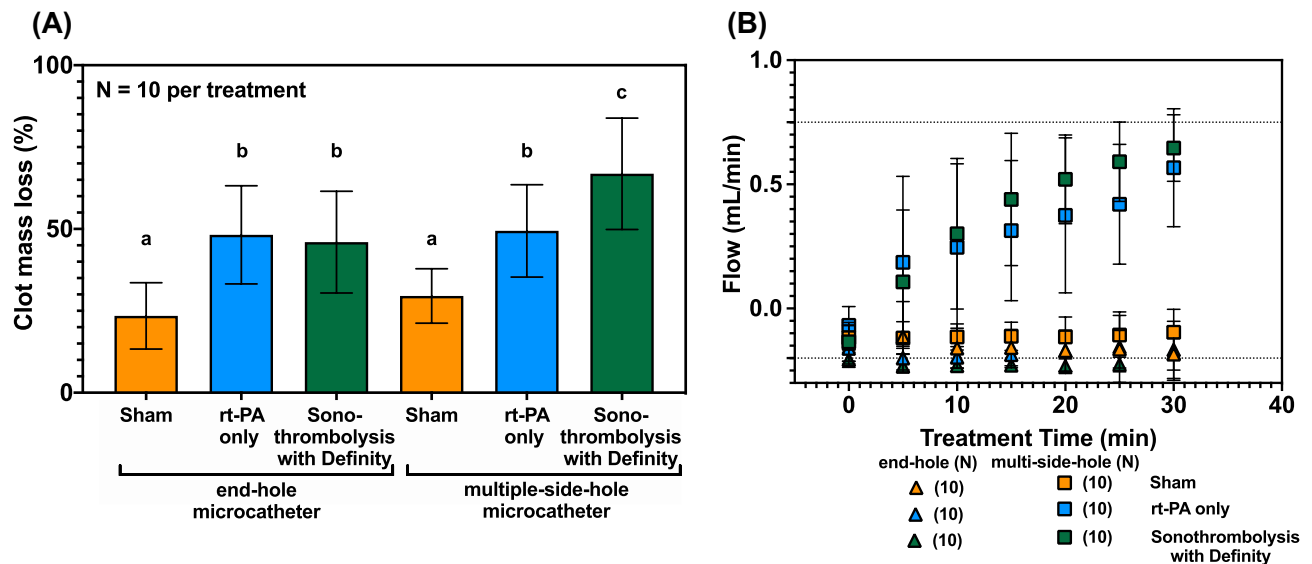 (A)
100
50
0
Clot mass loss (%)
N = 10 per treatment
a
b
b
a
b
c
Sham
rt-PA
only
Sono-
thrombolysis
with Definity
Sham
rt-PA
only
Sono-
thrombolysis
with Definity
end-hole
microcatheter
multiple-side-hole
microcatheter
(B)
1.0
0.5
0.0
Flow (mL/min)
0
10
20
30
40
Treatment Time (min)
end-hole (N)
multi-side-hole (N)
(10)
(10)
Sham
(10)
(10)
rt-PA only
(10)
(10)
Sonothrombolysis
with Definity